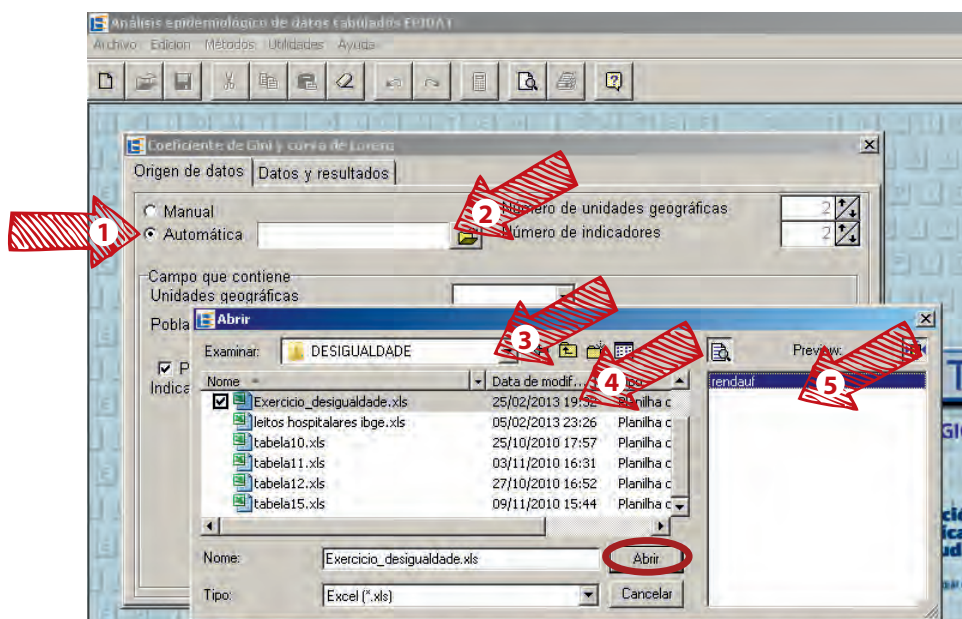 Análisis epidemiológico de datos tabulados EPIDAT
Archivo Edicion Métodos Utilidades Ayuda
Coeficiente de Gini y curva de Lorenz
Origen de datos Datos y resultados
Manual
Número de unidades geográficas 2
1 Automática
2
Número de indicadores 2
Campo que contiene
Unidades geográficas
Pobla
Abrir
3
Examinar: DESIGUALDADE
Preview:
P
Indica
Nome Data de modif...
4
rendauf
5
Exercicio_desigualdade.xls 25/02/2013 19:32 Planilha c
leitos hospitalares ibge.xls 05/02/2013 23:26 Planilha c
tabela10.xls 25/10/2010 17:57 Planilha c
tabela11.xls 03/11/2010 16:31 Planilha c
tabela12.xls 27/10/2010 16:52 Planilha c
tabela15.xls 09/11/2010 15:44 Planilha c
Nome: Exercicio_desigualdade.xls Abrir
Tipo: Excel (*.xls) Cancelar